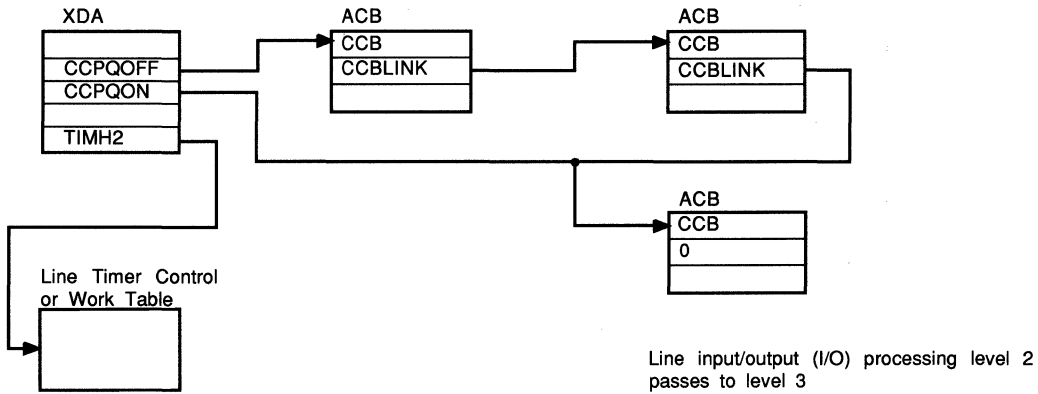 XDA
CCPQOFF
CCPQON
TIMH2
ACB
CCB
CCBLINK
ACB
CCB
CCBLINK
ACB
CCB
0
Line Timer Control
or Work Table
Line input/output (I/O) processing level 2
passes to level 3